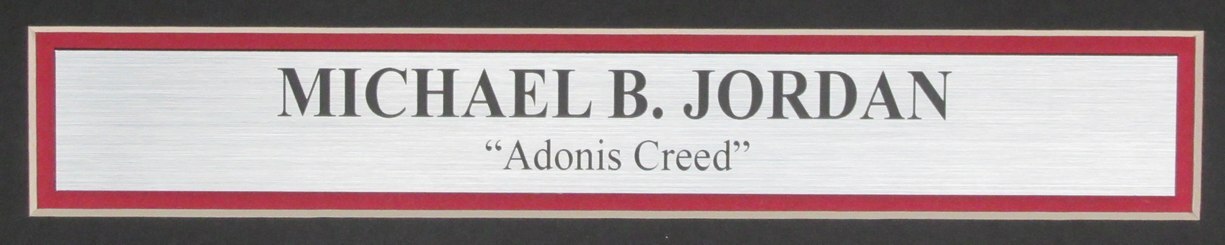 MICHAEL B. JORDAN
“Adonis Creed”